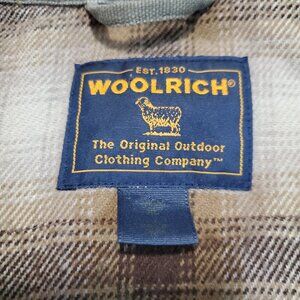 EST. 1830
WOOLRICH®
The Original Outdoor
Clothing Company™